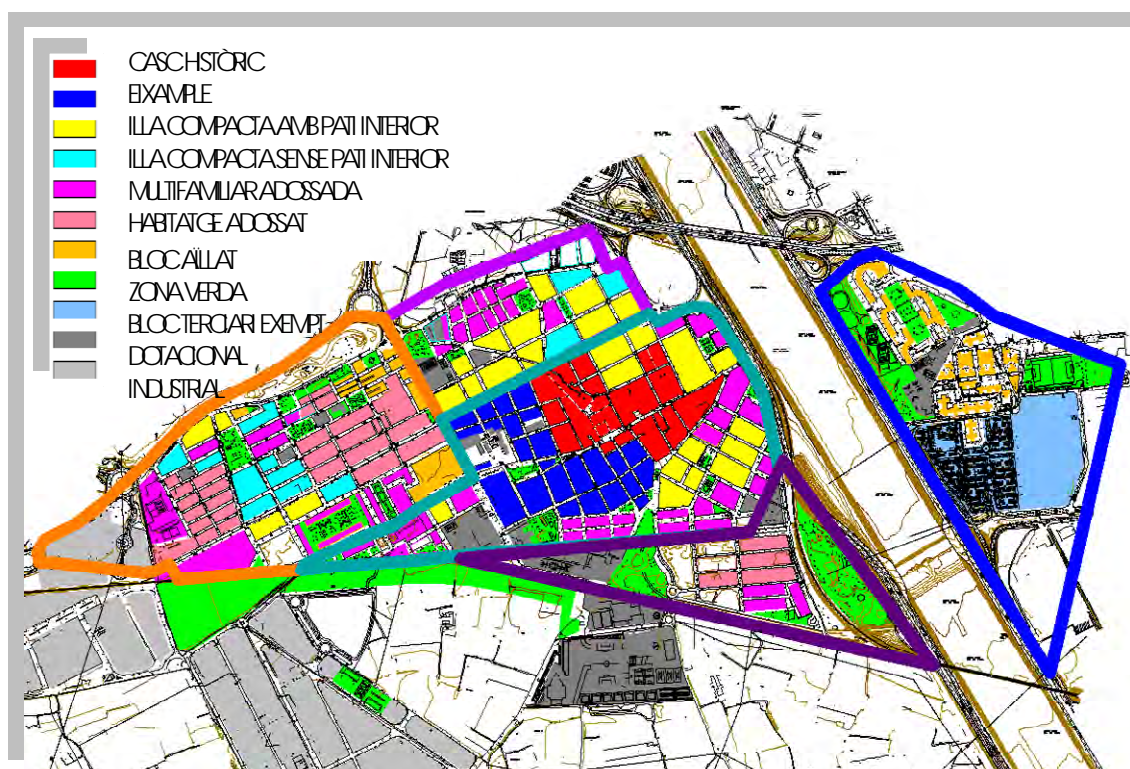 CASC HISTÒRIC
EIXAMPLE
ILLA COMPACTA AMB PATI INTERIOR
ILLA COMPACTA SENSE PATI INTERIOR
MULTIFAMILIAR ADOSSADA
HABITATGE ADOSSAT
BLOC AÏLLAT
ZONA VERDA
BLOC TERCIARI EXEMPT
DOTACIONAL
INDUSTRIAL